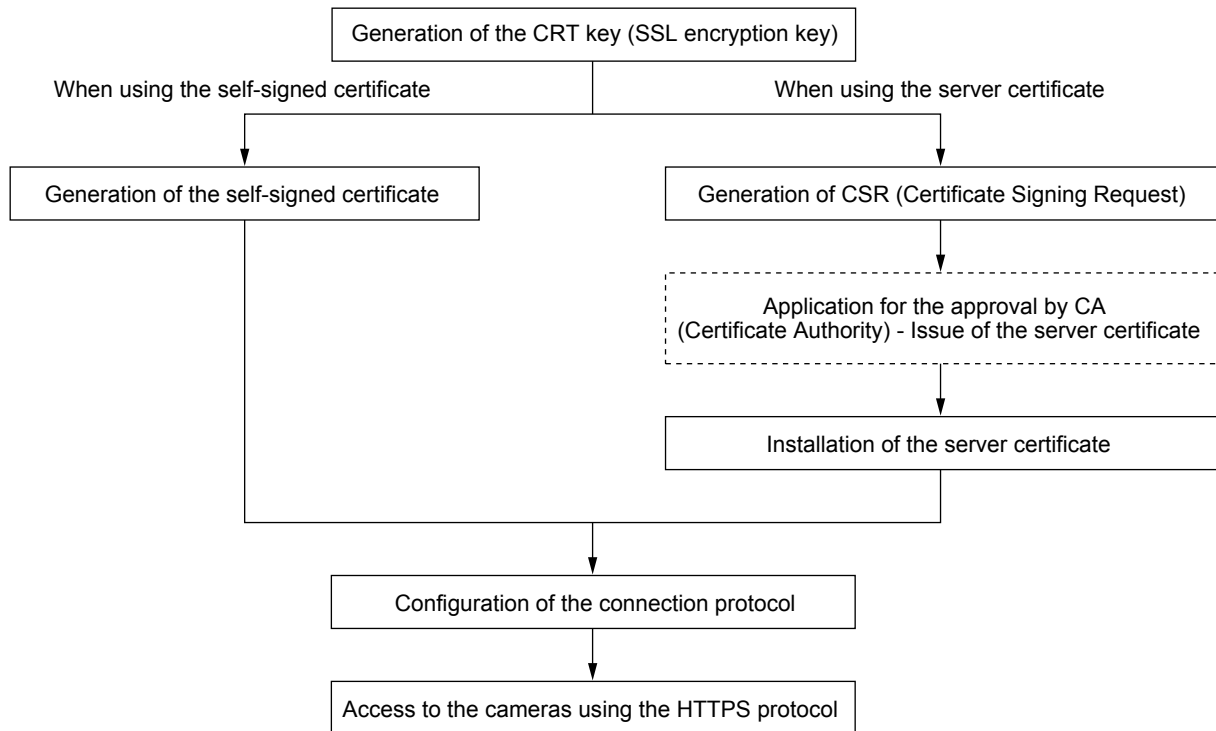 Generation of the CRT key (SSL encryption key)
When using the self-signed certificate
When using the server certificate
Generation of the self-signed certificate
Generation of CSR (Certificate Signing Request)
Application for the approval by CA
(Certificate Authority) - Issue of the server certificate
Installation of the server certificate
Configuration of the connection protocol
Access to the cameras using the HTTPS protocol